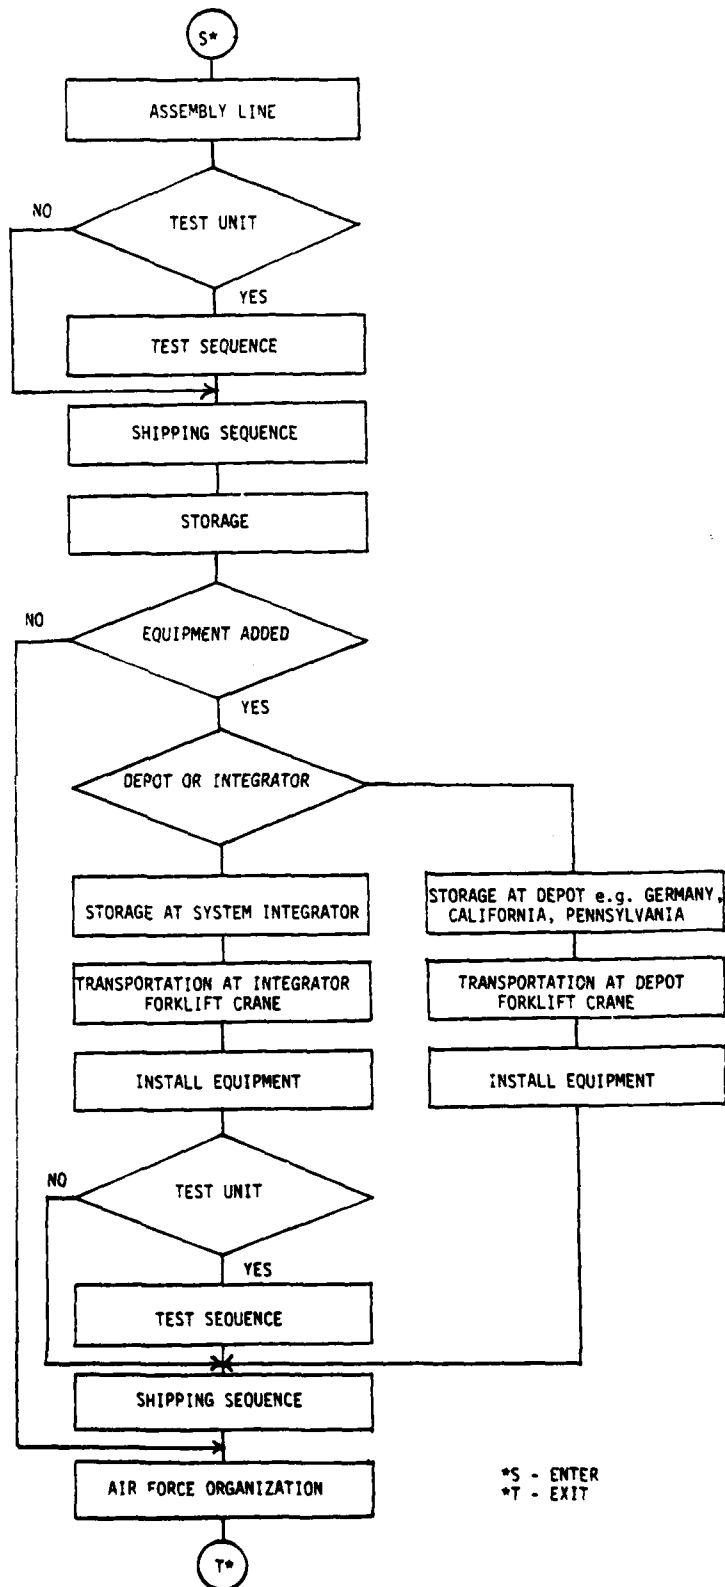 S*
ASSEMBLY LINE
NO
TEST UNIT
YES
TEST SEQUENCE
SHIPPING SEQUENCE
STORAGE
NO
EQUIPMENT ADDED
YES
DEPOT OR INTEGRATOR
STORAGE AT SYSTEM INTEGRATOR
STORAGE AT DEPOT e.g. GERMANY,
CALIFORNIA, PENNSYLVANIA
TRANSPORTATION AT INTEGRATOR
FORKLIFT CRANE
TRANSPORTATION AT DEPOT
FORKLIFT CRANE
INSTALL EQUIPMENT
INSTALL EQUIPMENT
NO
TEST UNIT
YES
TEST SEQUENCE
SHIPPING SEQUENCE
AIR FORCE ORGANIZATION
*S - ENTER
*T - EXIT
T*